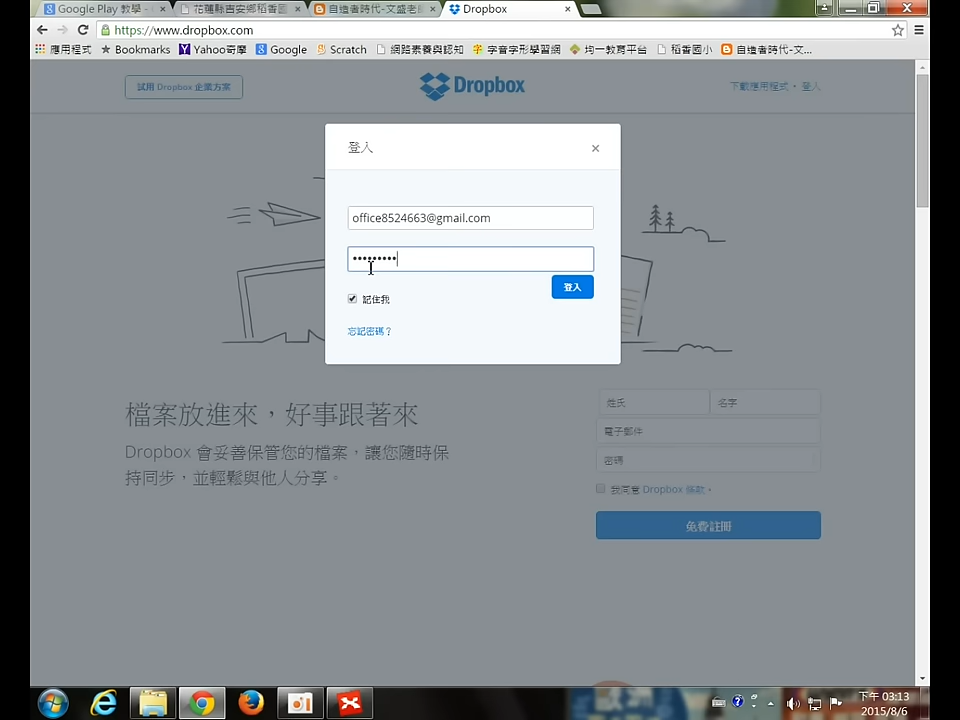 Google Play 教學 -
花蓮縣吉安鄉稻香國
自造者時代-文盛老師
Dropbox
https://www.dropbox.com
應用程式
Bookmarks
Yahoo奇摩
Google
Scratch
網路素養與認知
字音字形學習網
均一教育平台
稻香國小
自造者時代-文...
試用 Dropbox 企業方案
Dropbox
下載應用程式
登入
登入
×
office8524663@gmail.com
•••••••••
登入
記住我
忘記密碼？
檔案放進來，好事跟著來
Dropbox 會妥善保管您的檔案，讓您隨時保
持同步，並輕鬆與他人分享。
姓氏
名字
電子郵件
密碼
我同意 Dropbox 條款。
免費註冊
下午 03:13
2015/8/6